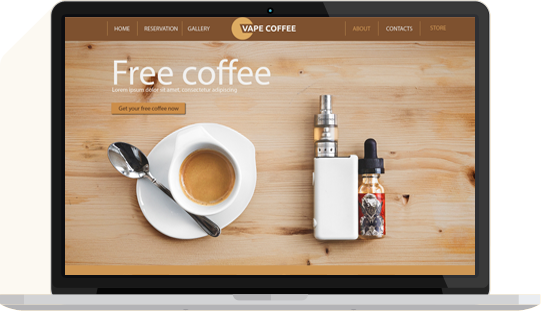 HOME RESERVATION GALLERY VAPE COFFEE ABOUT CONTACTS STORE
Free coffee
Lorem ipsum dolor sit amet, consectetur adipiscing
Get your free coffee now